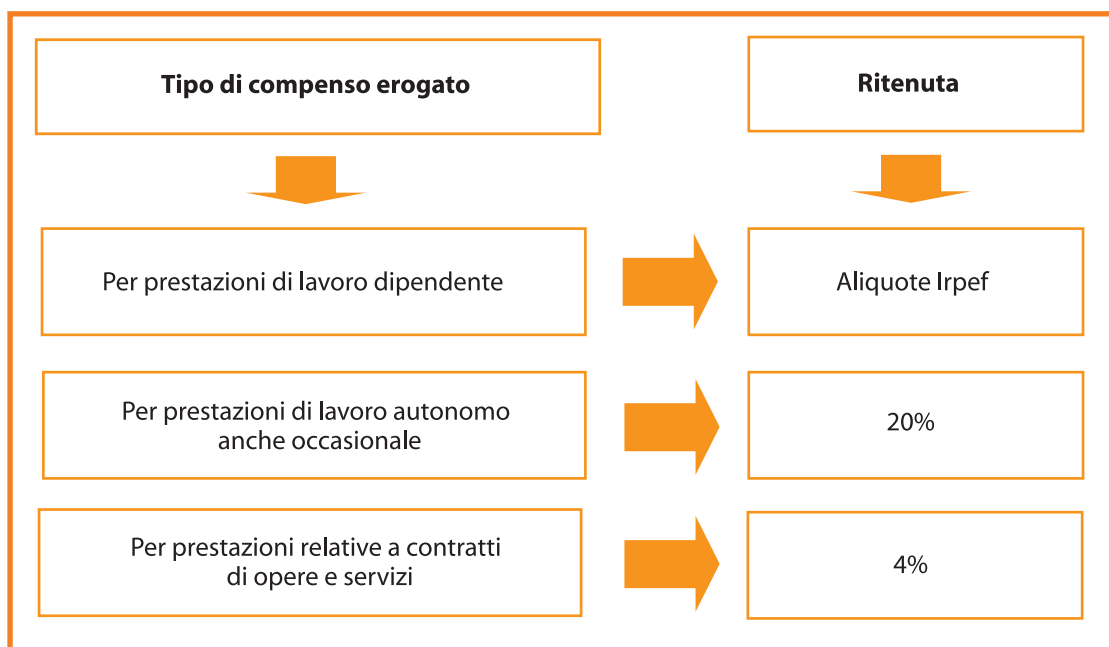 Tipo di compenso erogato
Ritenuta
Per prestazioni di lavoro dipendente
Aliquote Irpef
Per prestazioni di lavoro autonomo
anche occasionale
20%
Per prestazioni relative a contratti
di opere e servizi
4%